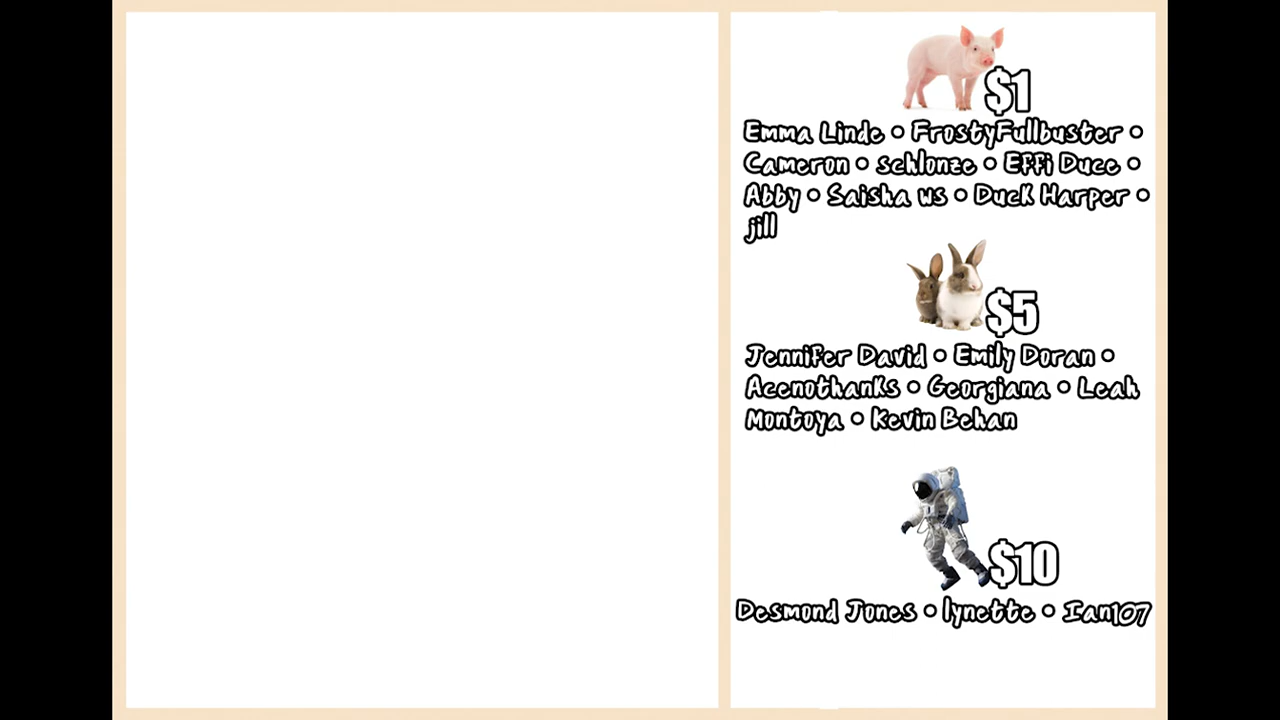 $1
Emma Linde • FrostyFullbuster •
Cameron • schlonze • Effi Duce •
Abby • Saisha ws • Duck Harper •
jill
$5
Jennifer David • Emily Doran •
Acenothanks • Georgiana • Leah
Montoya • Kevin Behan
$10
Desmond Jones • lynette • Ian107